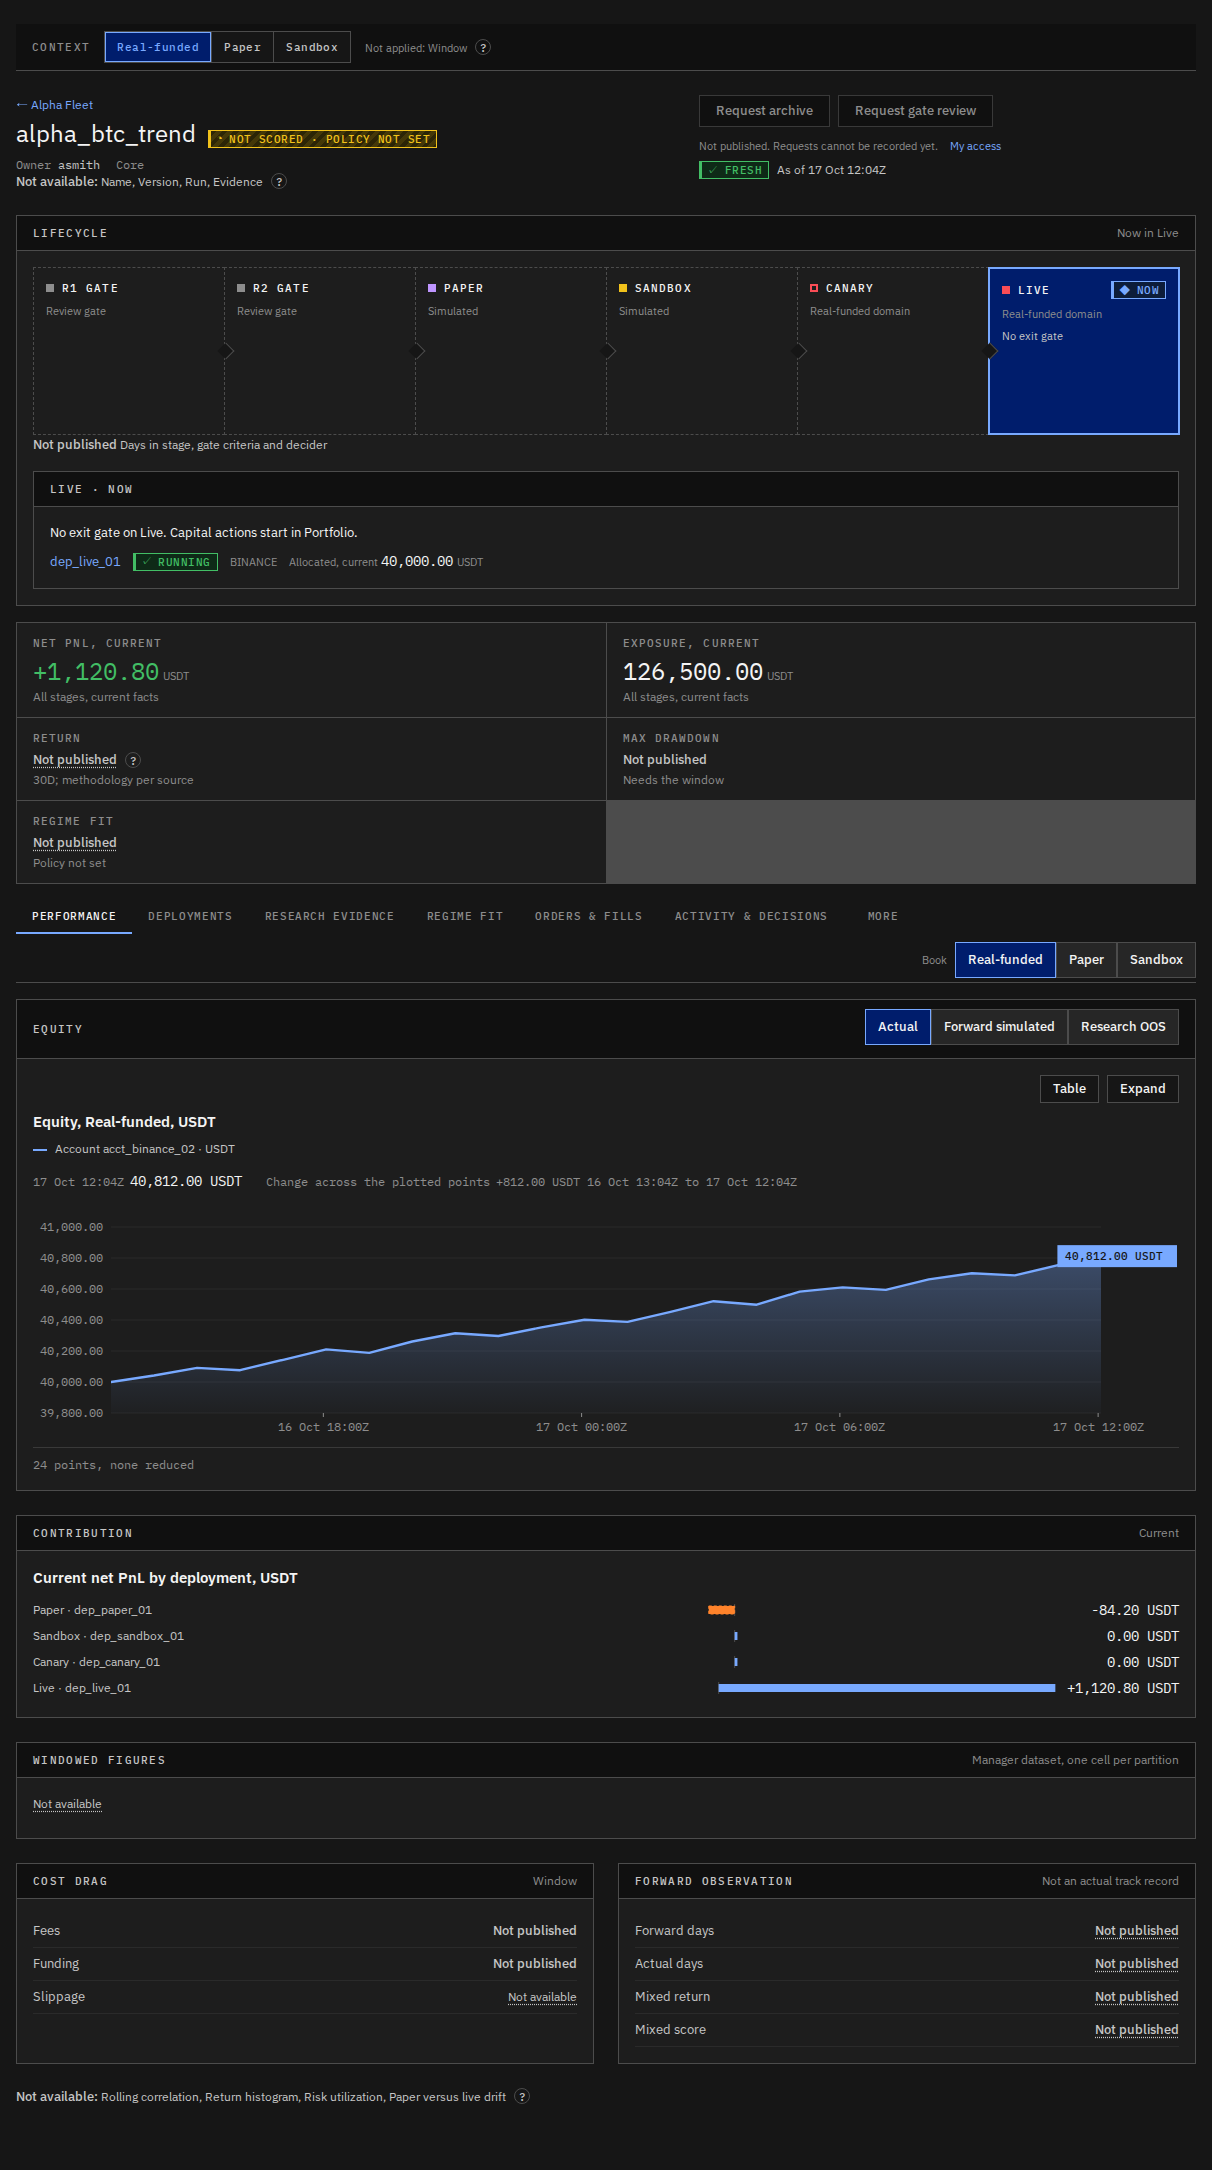 CONTEXT Real-funded Paper Sandbox Not applied: Window ?
← Alpha Fleet
Request archive Request gate review
alpha_btc_trend NOT SCORED · POLICY NOT SET
Not published. Requests cannot be recorded yet. My access
Owner asmith Core
✓ FRESH As of 17 Oct 12:04Z
Not available: Name, Version, Run, Evidence ?
LIFECYCLE Now in Live
R1 GATE R2 GATE PAPER SANDBOX CANARY LIVE ◆ NOW
Review gate Review gate Simulated Simulated Real-funded domain Real-funded domain
No exit gate
Not published Days in stage, gate criteria and decider
LIVE · NOW
No exit gate on Live. Capital actions start in Portfolio.
dep_live_01 ✓ RUNNING BINANCE Allocated, current 40,000.00 USDT
NET PNL, CURRENT EXPOSURE, CURRENT
+1,120.80 USDT 126,500.00 USDT
All stages, current facts All stages, current facts
RETURN MAX DRAWDOWN
Not published ? Not published
30D; methodology per source Needs the window
REGIME FIT
Not published
Policy not set
PERFORMANCE DEPLOYMENTS RESEARCH EVIDENCE REGIME FIT ORDERS & FILLS ACTIVITY & DECISIONS MORE
Book Real-funded Paper Sandbox
EQUITY Actual Forward simulated Research OOS
Table Expand
Equity, Real-funded, USDT
Account acct_binance_02 · USDT
17 Oct 12:04Z 40,812.00 USDT Change across the plotted points +812.00 USDT 16 Oct 13:04Z to 17 Oct 12:04Z
41,000.00
40,800.00 40,812.00 USDT
40,600.00
40,400.00
40,200.00
40,000.00
39,800.00
16 Oct 18:00Z 17 Oct 00:00Z 17 Oct 06:00Z 17 Oct 12:00Z
24 points, none reduced
CONTRIBUTION Current
Current net PnL by deployment, USDT
Paper · dep_paper_01 -84.20 USDT
Sandbox · dep_sandbox_01 0.00 USDT
Canary · dep_canary_01 0.00 USDT
Live · dep_live_01 +1,120.80 USDT
WINDOWED FIGURES Manager dataset, one cell per partition
Not available
COST DRAG Window FORWARD OBSERVATION Not an actual track record
Fees Not published Forward days Not published
Funding Not published Actual days Not published
Slippage Not available Mixed return Not published
Mixed score Not published
Not available: Rolling correlation, Return histogram, Risk utilization, Paper versus live drift ?